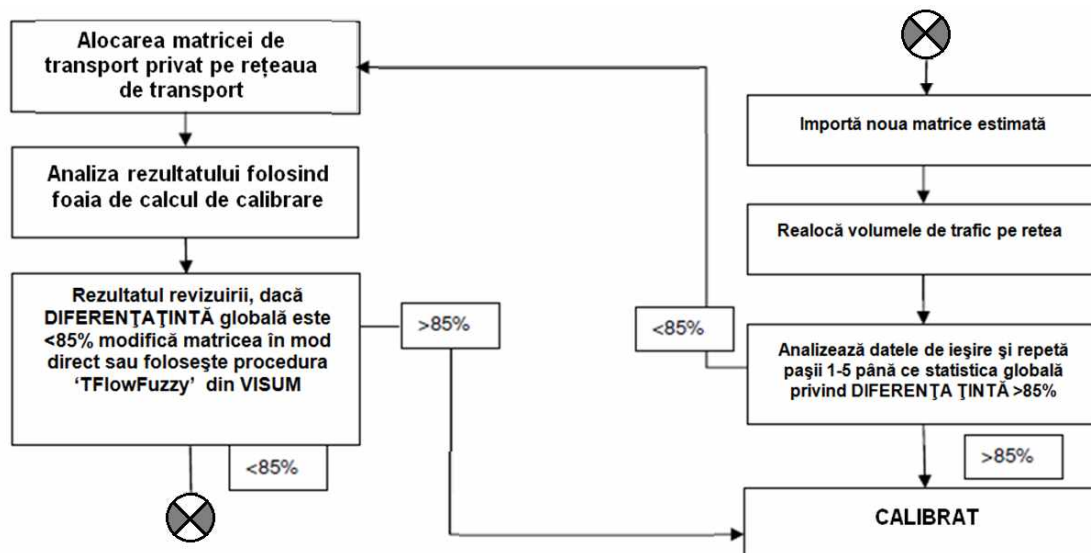 Alocarea matricei de
transport privat pe rețeaua
de transport
Analiza rezultatului folosind
foaia de calcul de calibrare
Rezultatul revizuirii, dacă
DIFERENŢAŢINTĂ globală este
<85% modifică matricea în mod
direct sau foloseşte procedura
‘TFlowFuzzy’ din VISUM
<85%
>85%
Importă noua matrice estimată
Realocă volumele de trafic pe retea
Analizează datele de ieşire şi repetă
paşii 1-5 până ce statistica globală
privind DIFERENŢA ŢINTĂ >85%
<85%
>85%
CALIBRAT